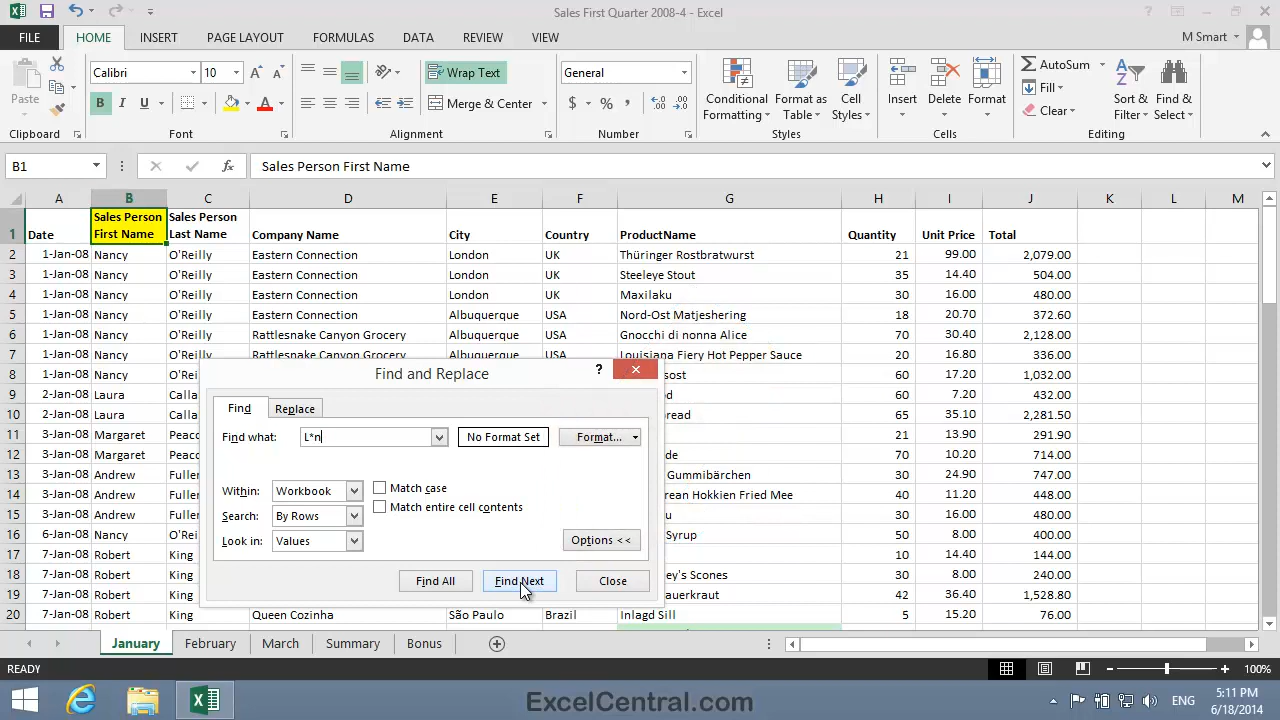 Sales First Quarter 2008-4 - Excel
FILE HOME INSERT PAGE LAYOUT FORMULAS DATA REVIEW VIEW M Smart
Paste
Calibri 10
B I U
Wrap Text
Merge & Center
General
$ % ,
Conditional Formatting
Format as Table
Cell Styles
Insert Delete Format
AutoSum
Fill
Clear
Sort & Filter
Find & Select
Clipboard Font Alignment Number Styles Cells Editing
B1 fx Sales Person First Name
A B C D E F G H I J K L M
1 Date Sales Person First Name Sales Person Last Name Company Name City Country ProductName Quantity Unit Price Total
2 1-Jan-08 Nancy O'Reilly Eastern Connection London UK Thüringer Rostbratwurst 21 99.00 2,079.00
3 1-Jan-08 Nancy O'Reilly Eastern Connection London UK Steeleye Stout 35 14.40 504.00
4 1-Jan-08 Nancy O'Reilly Eastern Connection London UK Maxilaku 30 16.00 480.00
5 1-Jan-08 Nancy O'Reilly Eastern Connection Albuquerque USA Nord-Ost Matjeshering 18 20.70 372.60
6 1-Jan-08 Nancy O'Reilly Rattlesnake Canyon Grocery Albuquerque USA Gnocchi di nonna Alice 70 30.40 2,128.00
7 1-Jan-08 Nancy O'Reilly Rattlesnake Canyon Grocery Albuquerque USA Louisiana Fiery Hot Pepper Sauce 20 16.80 336.00
8 1-Jan-08 Nancy O'Rei sost 60 17.20 1,032.00
9 2-Jan-08 Laura Calla d 60 7.20 432.00
10 2-Jan-08 Laura Calla read 65 35.10 2,281.50
11 3-Jan-08 Margaret Peaco 21 13.90 291.90
12 3-Jan-08 Margaret Peaco de 70 10.20 714.00
13 3-Jan-08 Andrew Fuller Gummibärchen 30 24.90 747.00
14 3-Jan-08 Andrew Fuller rean Hokkien Fried Mee 40 11.20 448.00
15 3-Jan-08 Andrew Fuller u 30 16.00 480.00
16 6-Jan-08 Nancy O'Rei Syrup 50 8.00 400.00
17 7-Jan-08 Robert King 10 14.40 144.00
18 7-Jan-08 Robert King ey's Scones 30 8.00 240.00
19 7-Jan-08 Robert King auerkraut 42 36.40 1,528.80
20 7-Jan-08 Robert King Queen Cozinha São Paulo Brazil Inlagd Sill 5 15.20 76.00
Find and Replace ?
Find Replace
Find what: L*n No Format Set Format...
Within: Workbook Match case
Search: By Rows Match entire cell contents
Look in: Values
Options <<
Find All Find Next Close
January February March Summary Bonus
READY 100%
ExcelCentral.com
ENG
5:11 PM
6/18/2014